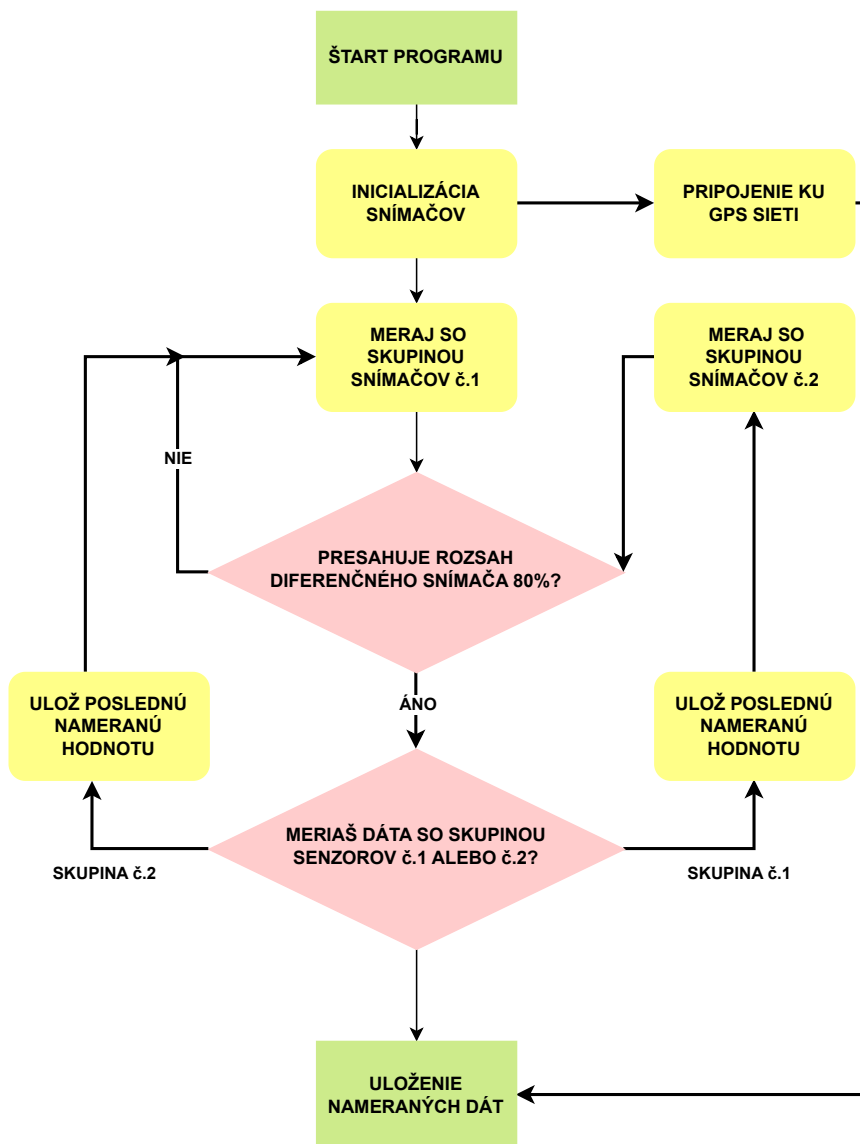 ŠTART PROGRAMU
INICIALIZÁCIA
SNÍMAČOV
PRIPOJENIE KU
GPS SIETI
MERAJ SO
SKUPINOU
SNÍMAČOV č.1
MERAJ SO
SKUPINOU
SNÍMAČOV č.2
NIE
PRESAHUJE ROZSAH
DIFERENČNÉHO SNÍMAČA 80%?
ÁNO
ULOŽ POSLEDNÚ
NAMERANÚ
HODNOTU
ULOŽ POSLEDNÚ
NAMERANÚ
HODNOTU
MERIAŠ DÁTA SO SKUPINOU
SENZOROV č.1 ALEBO č.2?
SKUPINA č.2
SKUPINA č.1
ULOŽENIE
NAMERANÝCH DÁT